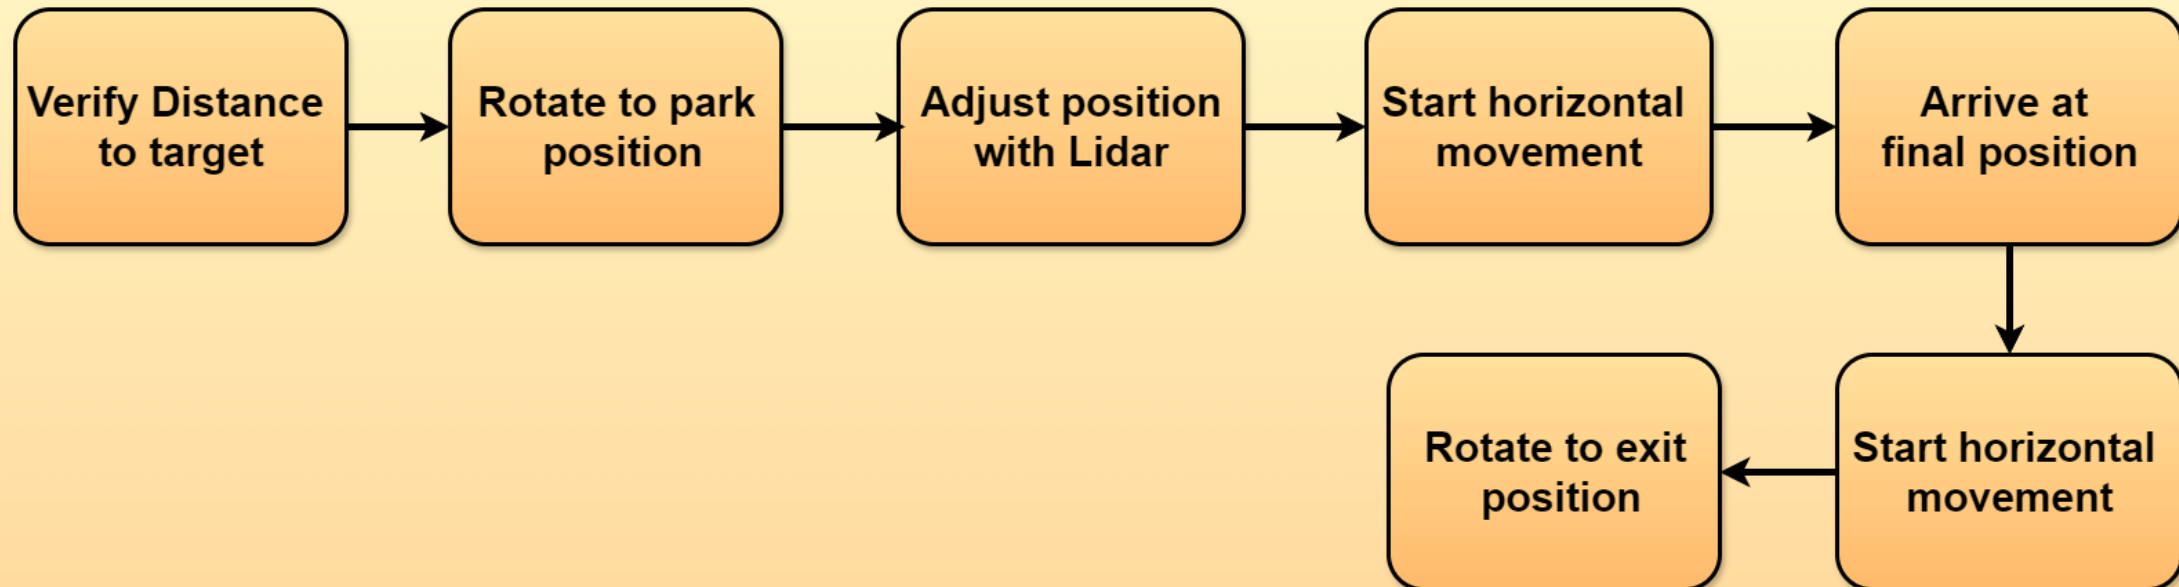 Verify Distance
to target
Rotate to park
position
Adjust position
with Lidar
Start horizontal
movement
Arrive at
final position
Start horizontal
movement
Rotate to exit
position